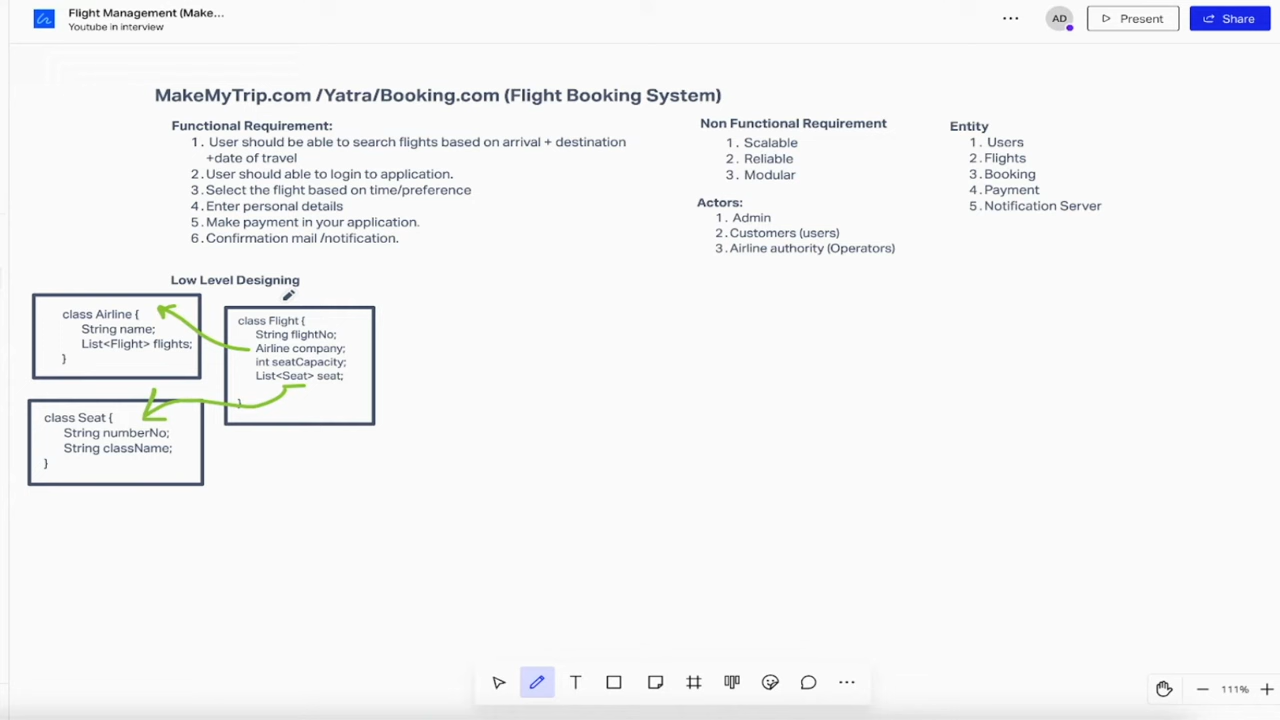 Flight Management (Make...
Youtube in interview
AD
Present
Share
MakeMyTrip.com /Yatra/Booking.com (Flight Booking System)
Functional Requirement:
1. User should be able to search flights based on arrival + destination
+date of travel
2. User should able to login to application.
3. Select the flight based on time/preference
4. Enter personal details
5. Make payment in your application.
6. Confirmation mail /notification.
Non Functional Requirement
1. Scalable
2. Reliable
3. Modular
Actors:
1. Admin
2. Customers (users)
3. Airline authority (Operators)
Entity
1. Users
2. Flights
3. Booking
4. Payment
5. Notification Server
Low Level Designing
class Airline {
String name;
List<Flight> flights;
}
class Flight {
String flightNo;
Airline company;
int seatCapacity;
List<Seat> seat;
}
class Seat {
String numberNo;
String className;
}
111%